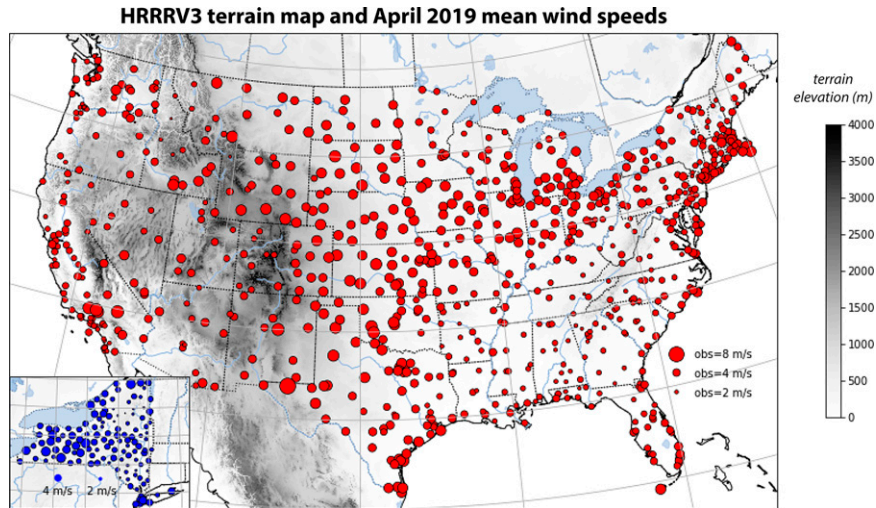 HRRRV3 terrain map and April 2019 mean wind speeds
terrain
elevation (m)
4000
3500
3000
2500
2000
1500
1000
500
0
obs=8 m/s
obs=4 m/s
obs=2 m/s
4 m/s
2 m/s